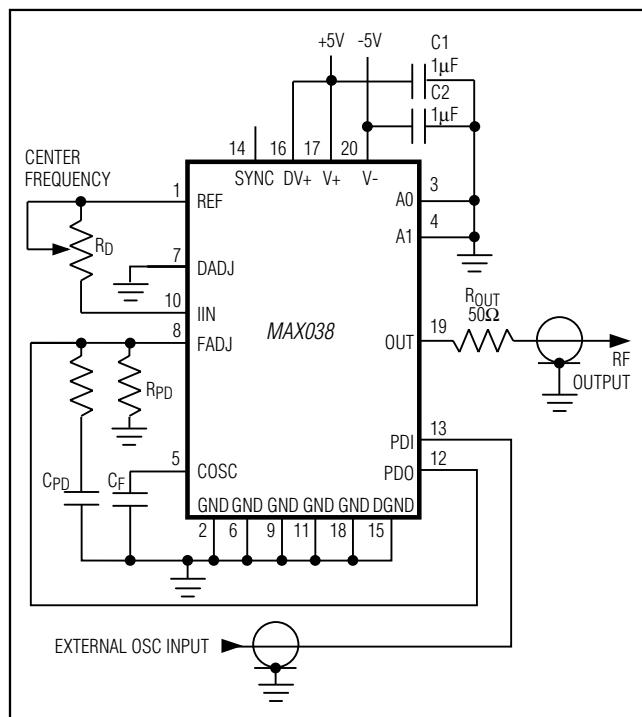 +5V -5V
C1
1µF
C2
1µF
14 16 17 20
SYNC DV+ V+ V-
CENTER
FREQUENCY
1 REF
RD
7 DADJ
10 IIN
8 FADJ
3 A0
4 A1
MAX038
OUT 19
ROUT
50Ω
RF
OUTPUT
RPD
PDI 13
PDO 12
5 COSC
CPD CF
GND GND GND GND GND DGND
2 6 9 11 18 15
EXTERNAL OSC INPUT